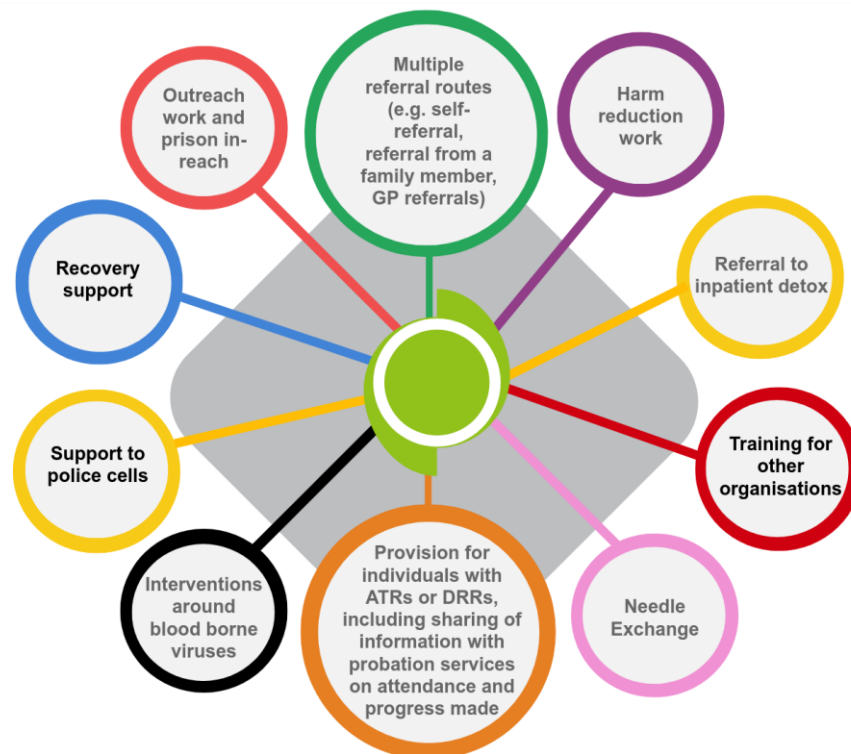 Multiple
referral routes
(e.g. self-
referral,
referral from a
family member,
GP referrals)
Harm
reduction
work
Referral to
inpatient detox
Training for
other
organisations
Needle
Exchange
Provision for
individuals with
ATRs or DRRs,
including sharing of
information with
probation services
on attendance and
progress made
Interventions
around
blood borne
viruses
Support to
police cells
Recovery
support
Outreach
work and
prison in-
reach